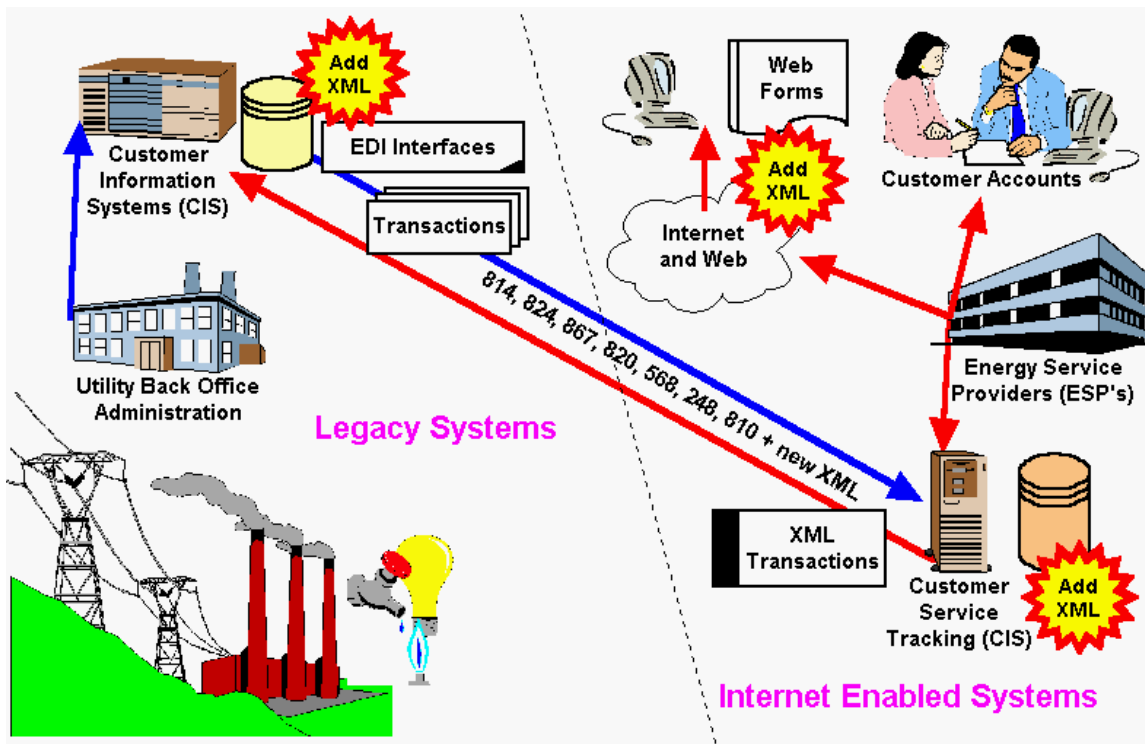 Add
XML
EDI Interfaces
Customer
Information
Systems (CIS)
Transactions
Utility Back Office
Administration
Legacy Systems
814, 824, 867, 820, 568, 248, 810 + new XML
Web
Forms
Add
XML
Internet
and Web
Customer Accounts
Energy Service
Providers (ESP's)
XML
Transactions
Customer
Service
Tracking (CIS)
Add
XML
Internet Enabled Systems